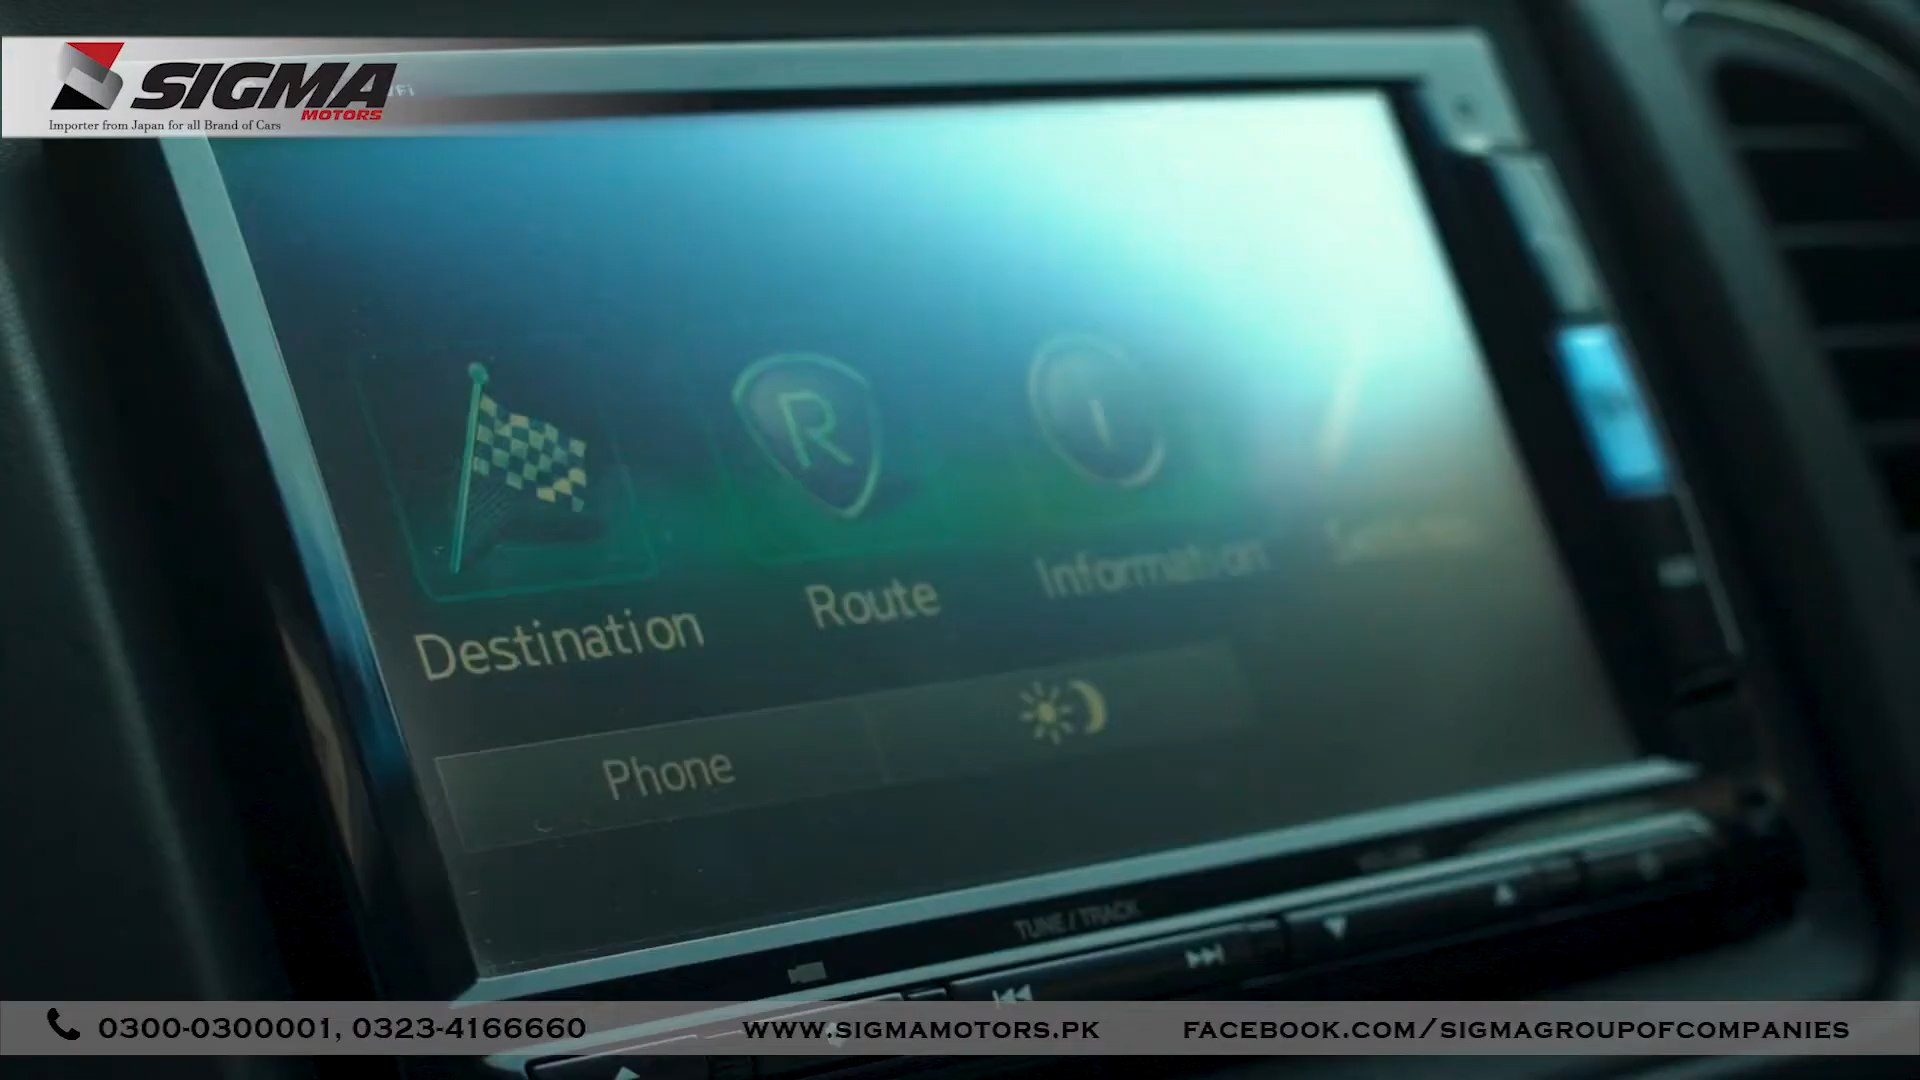 SIGMA
MOTORS
Importer from Japan for all Brand of Cars
Destination
Route
Information
Phone
TUNE / TRACK
0300-0300001, 0323-4166660
WWW.SIGMAMOTORS.PK
FACEBOOK.COM/SIGMAGROUPOFCOMPANIES